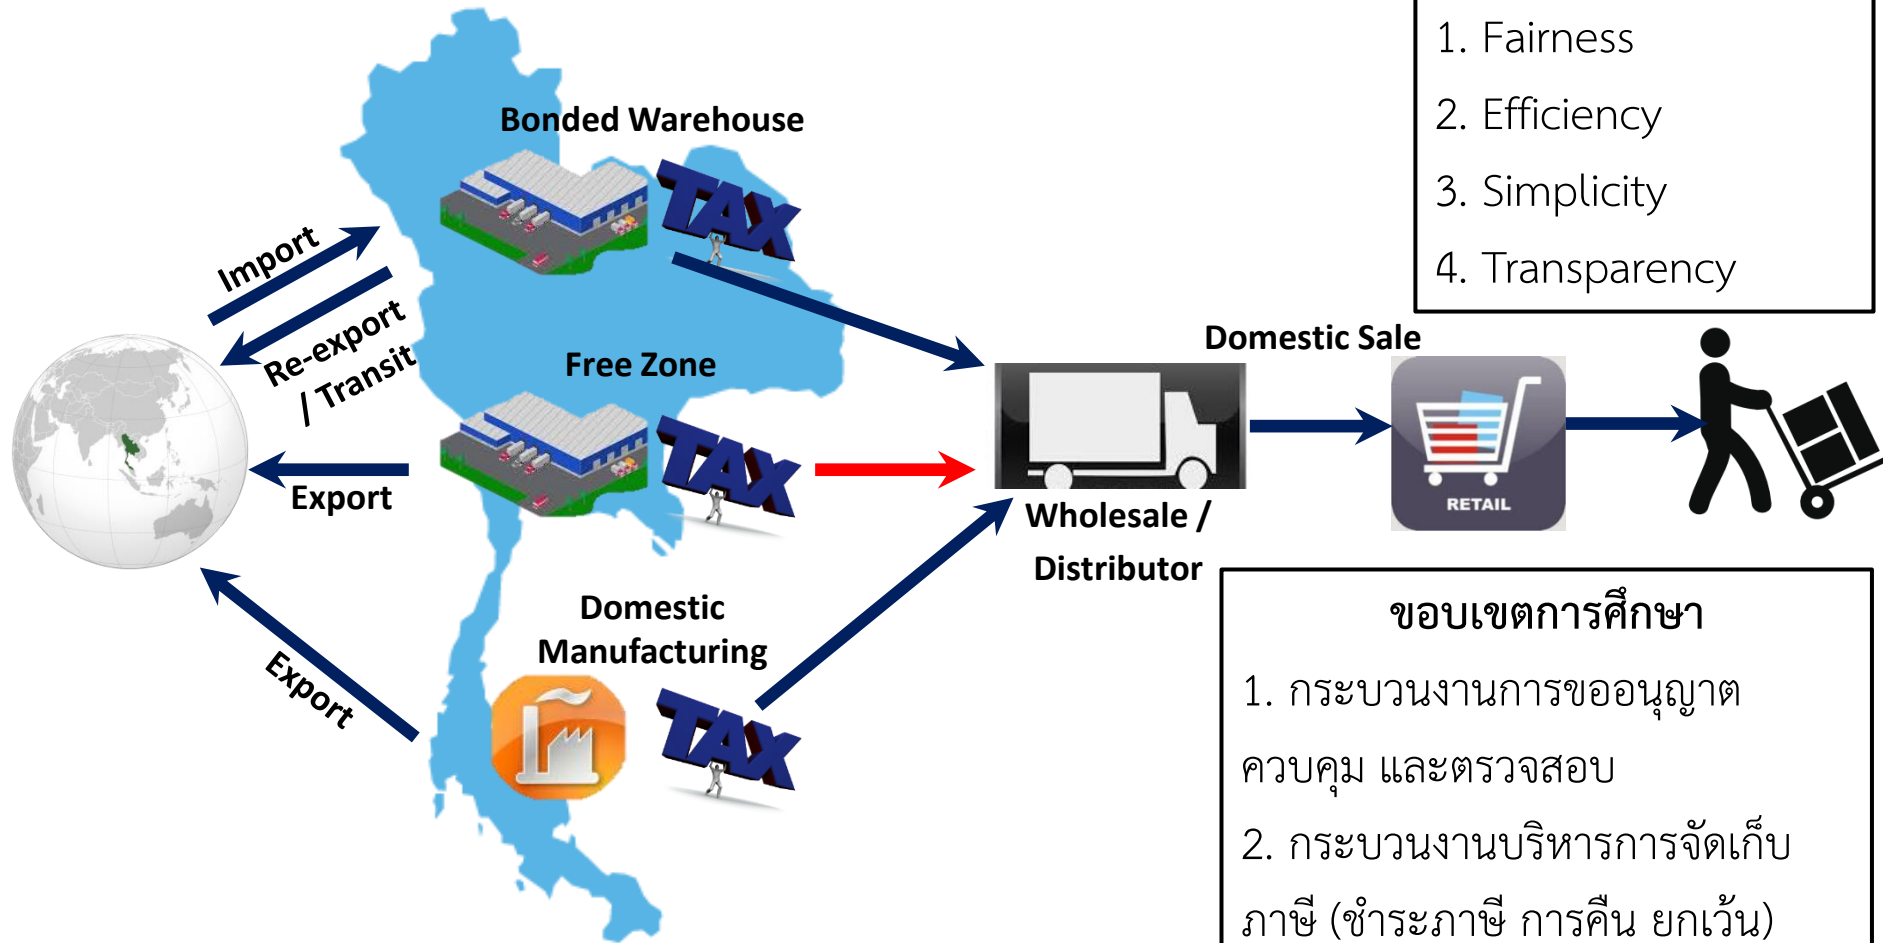 1. Fairness
2. Efficiency
3. Simplicity
4. Transparency
Bonded Warehouse
TAX
Import
Re-export
/ Transit
Free Zone
TAX
Export
Domestic
Manufacturing
TAX
Export
Domestic Sale
RETAIL
Wholesale /
Distributor
ขอบเขตการศึกษา
1. กระบวนงานการขออนุญาต
ควบคุม และตรวจสอบ
2. กระบวนงานบริหารการจัดเก็บ
ภาษี (ชำระภาษี การคืน ยกเว้น)